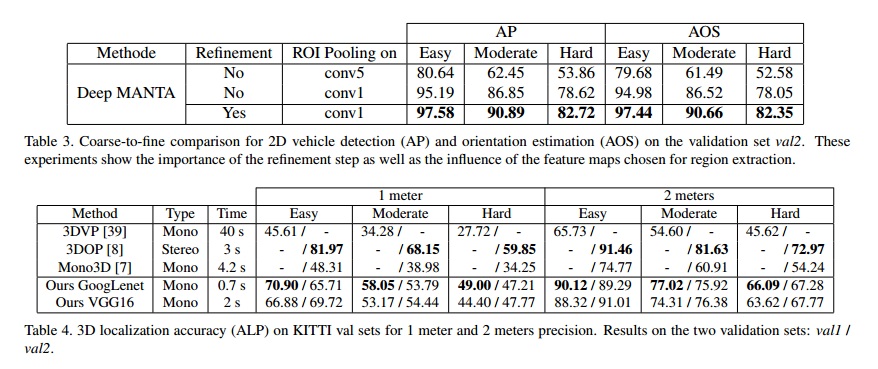 AP AOS
Methode Refinement ROI Pooling on Easy Moderate Hard Easy Moderate Hard
Deep MANTA
No conv5 80.64 62.45 53.86 79.68 61.49 52.58
No conv1 95.19 86.85 78.62 94.98 86.52 78.05
Yes conv1 97.58 90.89 82.72 97.44 90.66 82.35
Table 3. Coarse-to-fine comparison for 2D vehicle detection (AP) and orientation estimation (AOS) on the validation set val2. These
experiments show the importance of the refinement step as well as the influence of the feature maps chosen for region extraction.
1 meter 2 meters
Method Type Time Easy Moderate Hard Easy Moderate Hard
3DVP [39] Mono 40 s 45.61 / - 34.28 / - 27.72 / - 65.73 / - 54.60 / - 45.62 / -
3DOP [8] Stereo 3 s - / 81.97 - / 68.15 - / 59.85 - / 91.46 - / 81.63 - / 72.97
Mono3D [7] Mono 4.2 s - / 48.31 - / 38.98 - / 34.25 - / 74.77 - / 60.91 - / 54.24
Ours GoogLenet Mono 0.7 s 70.90 / 65.71 58.05 / 53.79 49.00 / 47.21 90.12 / 89.29 77.02 / 75.92 66.09 / 67.28
Ours VGG16 Mono 2 s 66.88 / 69.72 53.17 / 54.44 44.40 / 47.77 88.32 / 91.01 74.31 / 76.38 63.62 / 67.77
Table 4. 3D localization accuracy (ALP) on KITTI val sets for 1 meter and 2 meters precision. Results on the two validation sets: val1 /
val2.